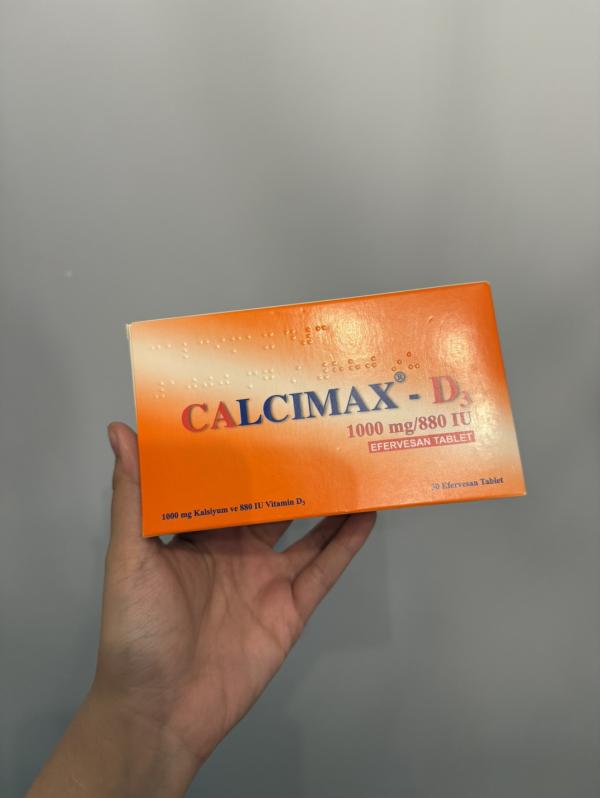 CALCIMAX® - D3
1000 mg/880 IU
EFERVESAN TABLET
30 Efervesan Tablet
1000 mg Kalsiyum ve 880 IU Vitamin D3